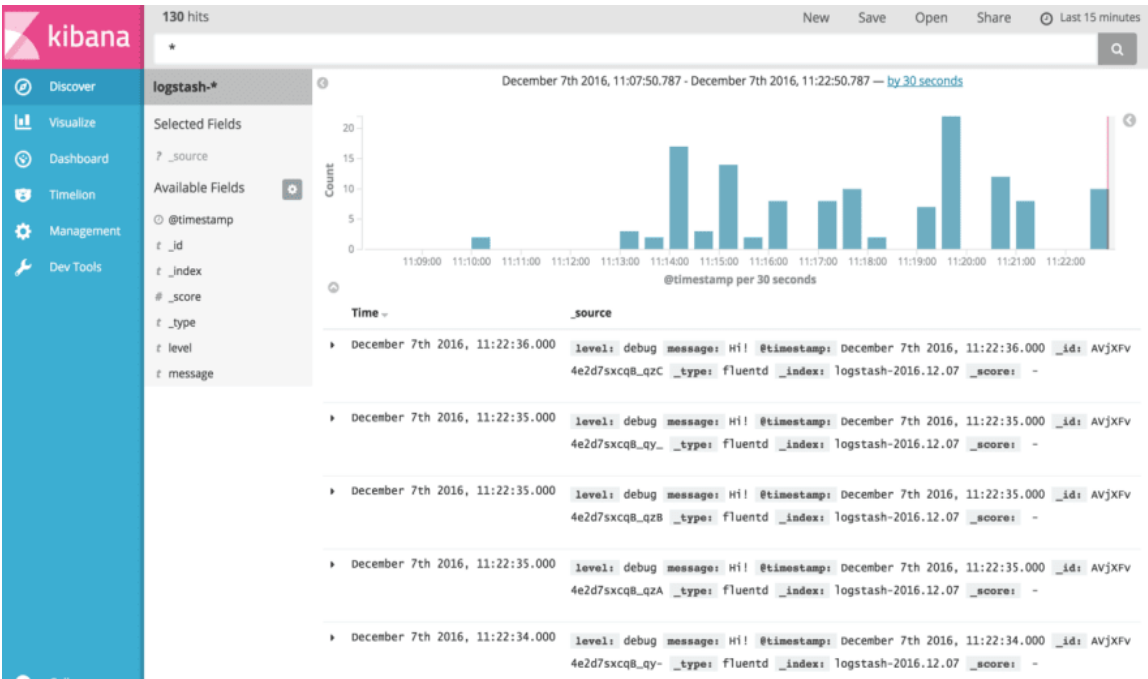 130 hits
New Save Open Share Last 15 minutes
kibana
*
Discover
Visualize
Dashboard
Timelion
Management
Dev Tools
logstash-*
Selected Fields
? _source
Available Fields
@timestamp
t _id
t _index
# _score
t _type
t level
t message
December 7th 2016, 11:07:50.787 - December 7th 2016, 11:22:50.787 — by 30 seconds
Count
20
15
10
5
0
11:09:00 11:10:00 11:11:00 11:12:00 11:13:00 11:14:00 11:15:00 11:16:00 11:17:00 11:18:00 11:19:00 11:20:00 11:21:00 11:22:00
@timestamp per 30 seconds
Time _source
December 7th 2016, 11:22:36.000 level: debug message: Hi! @timestamp: December 7th 2016, 11:22:36.000 _id: AVjXFv
4e2d7sxcqB_qzC _type: fluentd _index: logstash-2016.12.07 _score: -
December 7th 2016, 11:22:35.000 level: debug message: Hi! @timestamp: December 7th 2016, 11:22:35.000 _id: AVjXFv
4e2d7sxcqB_qy_ _type: fluentd _index: logstash-2016.12.07 _score: -
December 7th 2016, 11:22:35.000 level: debug message: Hi! @timestamp: December 7th 2016, 11:22:35.000 _id: AVjXFv
4e2d7sxcqB_qzB _type: fluentd _index: logstash-2016.12.07 _score: -
December 7th 2016, 11:22:35.000 level: debug message: Hi! @timestamp: December 7th 2016, 11:22:35.000 _id: AVjXFv
4e2d7sxcqB_qzA _type: fluentd _index: logstash-2016.12.07 _score: -
December 7th 2016, 11:22:34.000 level: debug message: Hi! @timestamp: December 7th 2016, 11:22:34.000 _id: AVjXFv
4e2d7sxcqB_qy- _type: fluentd _index: logstash-2016.12.07 _score: -